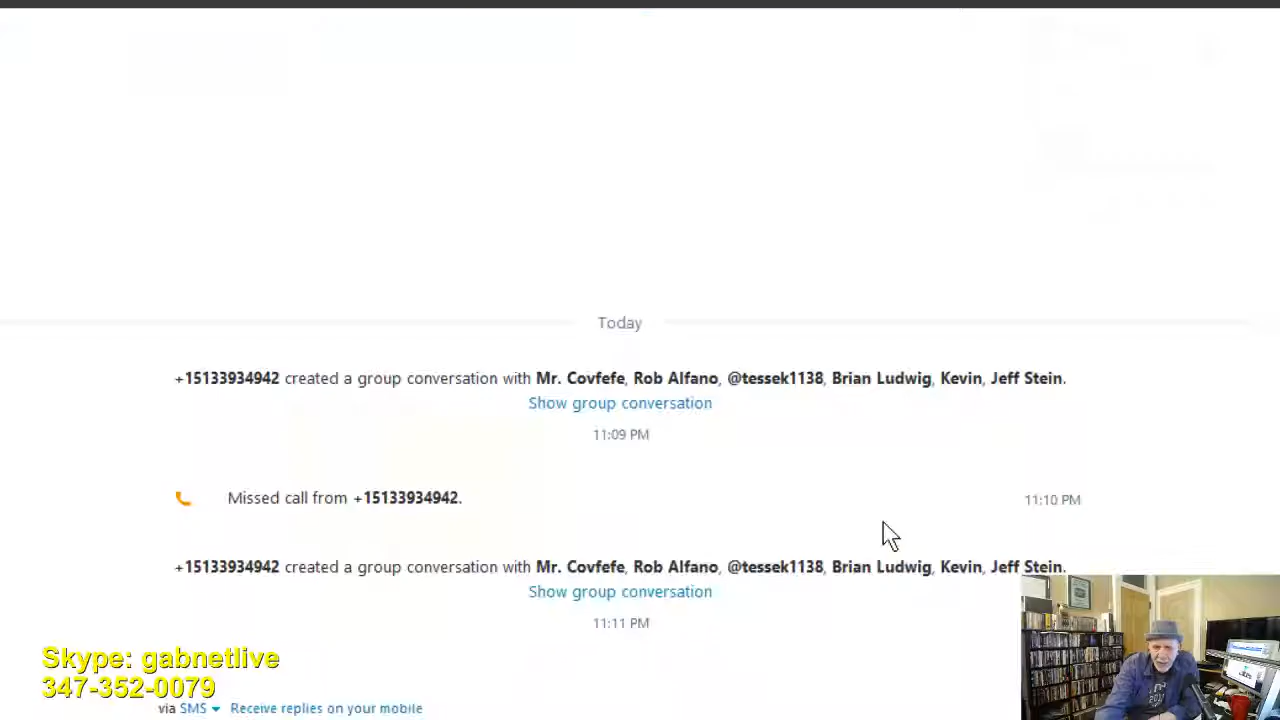 Today
+15133934942 created a group conversation with Mr. Covfefe, Rob Alfano, @tessek1138, Brian Ludwig, Kevin, Jeff Stein.
Show group conversation
11:09 PM
Missed call from +15133934942.
11:10 PM
+15133934942 created a group conversation with Mr. Covfefe, Rob Alfano, @tessek1138, Brian Ludwig, Kevin, Jeff Stein.
Show group conversation
11:11 PM
Skype: gabnetlive
347-352-0079
via SMS Receive replies on your mobile